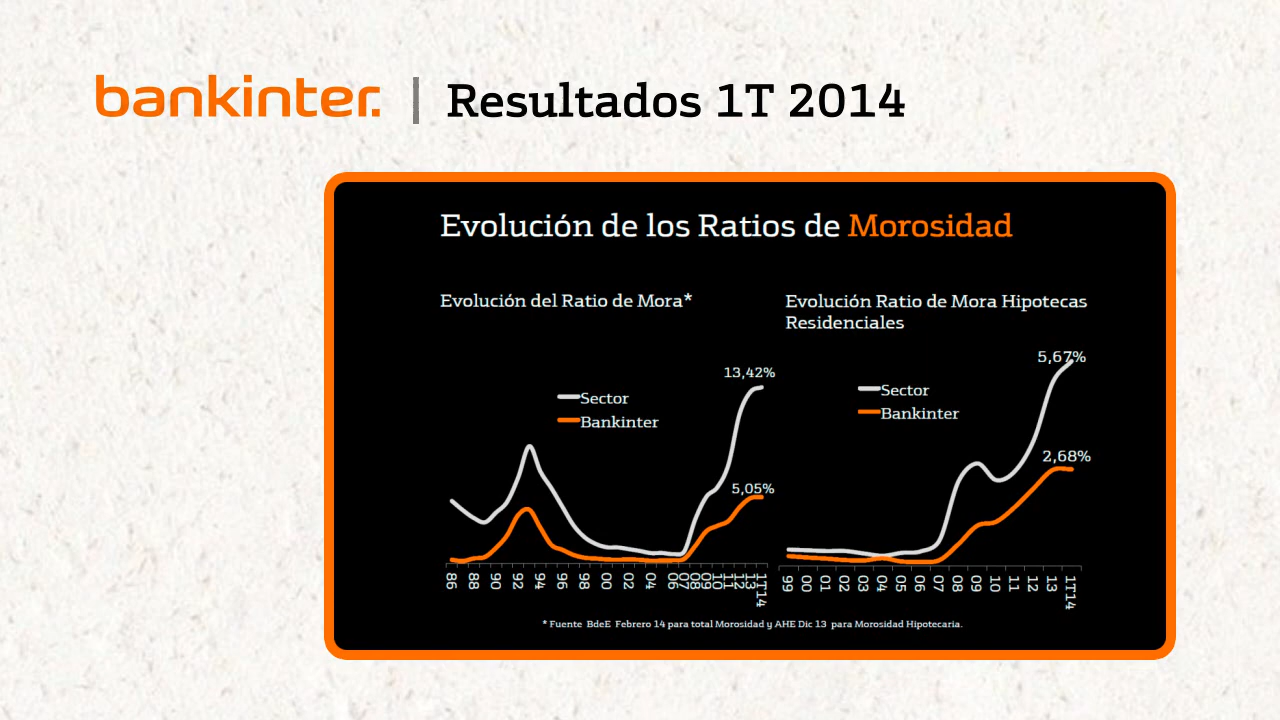 bankinter. | Resultados 1T 2014
Evolución de los Ratios de Morosidad
Evolución del Ratio de Mora*
13,42%
Sector
Bankinter
5,05%
86 88 90 92 94 96 98 00 02 04 06 07 08 09 10 11 12 13 1T14
Evolución Ratio de Mora Hipotecas
Residenciales
5,67%
Sector
Bankinter
2,68%
99 00 01 02 03 04 05 06 07 08 09 10 11 12 13 1T14
* Fuente BdeE Febrero 14 para total Morosidad y AHE Dic 13 para Morosidad Hipotecaria.